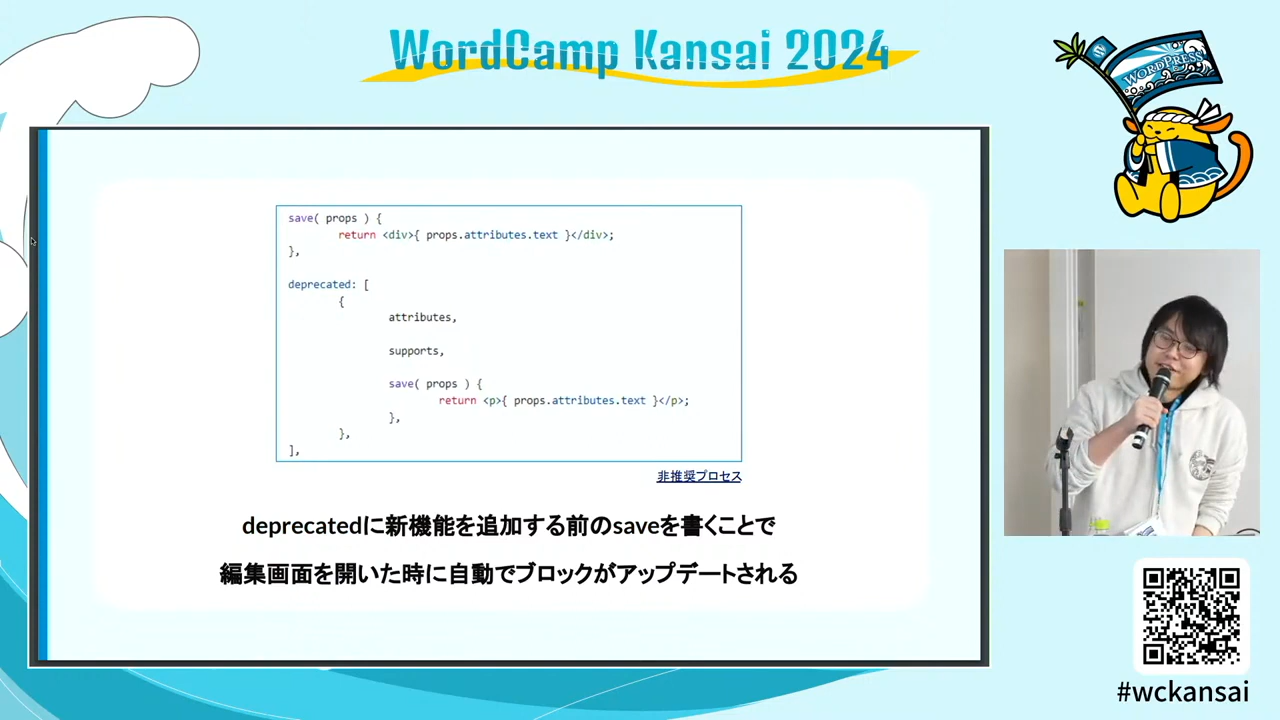 WordCamp Kansai 2024
W
WORDPRESS
save( props ) {
return <div>{ props.attributes.text }</div>;
},
deprecated: [
{
attributes,
supports,
save( props ) {
return <p>{ props.attributes.text }</p>;
},
},
],
非推奨プロセス
deprecatedに新機能を追加する前のsaveを書くことで
編集画面を開いた時に自動でブロックがアップデートされる
#wckansai